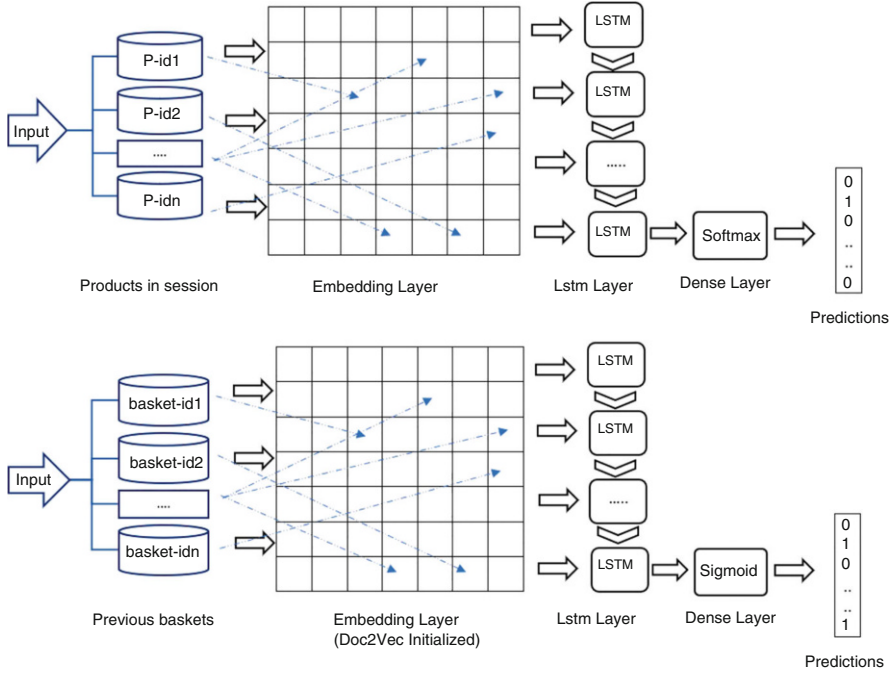 Input
P-id1
P-id2
....
P-idn
LSTM
LSTM
.....
LSTM
Softmax
0
1
0
..
..
0
Products in session
Embedding Layer
Lstm Layer
Dense Layer
Predictions
Input
basket-id1
basket-id2
....
basket-idn
LSTM
LSTM
.....
LSTM
Sigmoid
0
1
0
..
..
1
Previous baskets
Embedding Layer
(Doc2Vec Initialized)
Lstm Layer
Dense Layer
Predictions